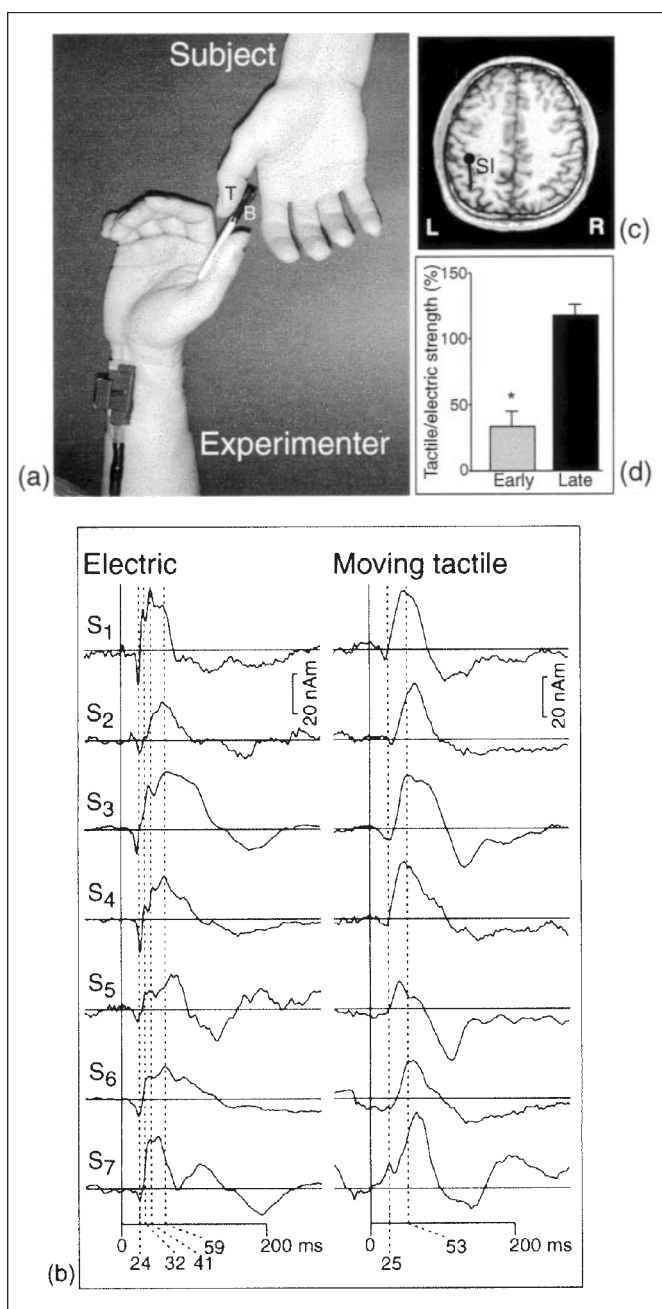 Subject
T
B
Experimenter
(a)
SI
L R
(c)
Tactile/electric strength (%)
150
100
50
0
*
Early Late
(d)
Electric Moving tactile
S1
S2
S3
S4
S5
S6
S7
20 nAm
20 nAm
0 59 200 ms
24 32 41
0 53 200 ms
25
(b)